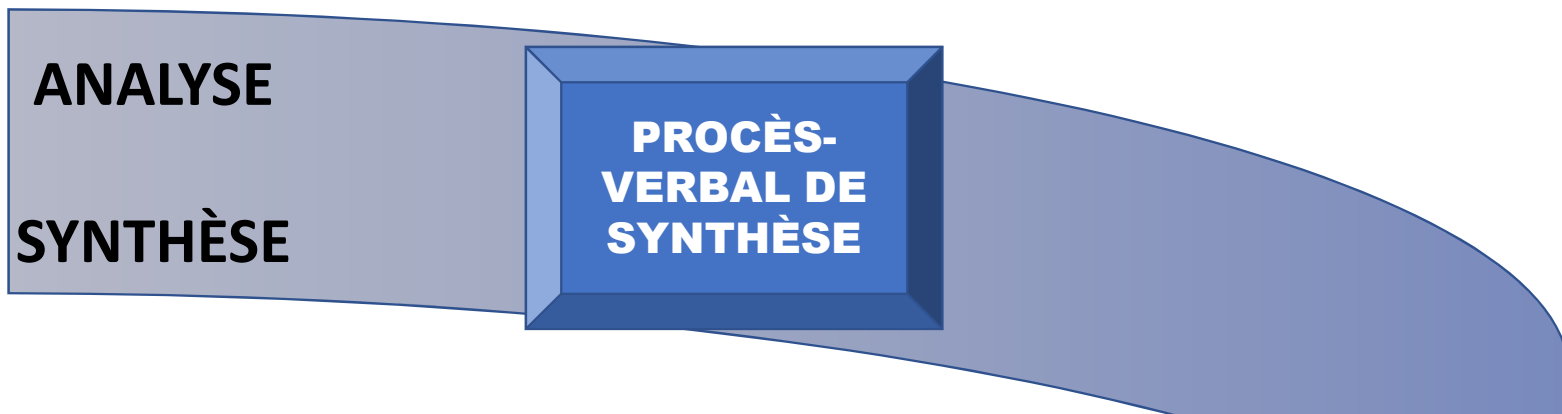 ANALYSE
SYNTHÈSE
PROCÈS-
VERBAL DE
SYNTHÈSE